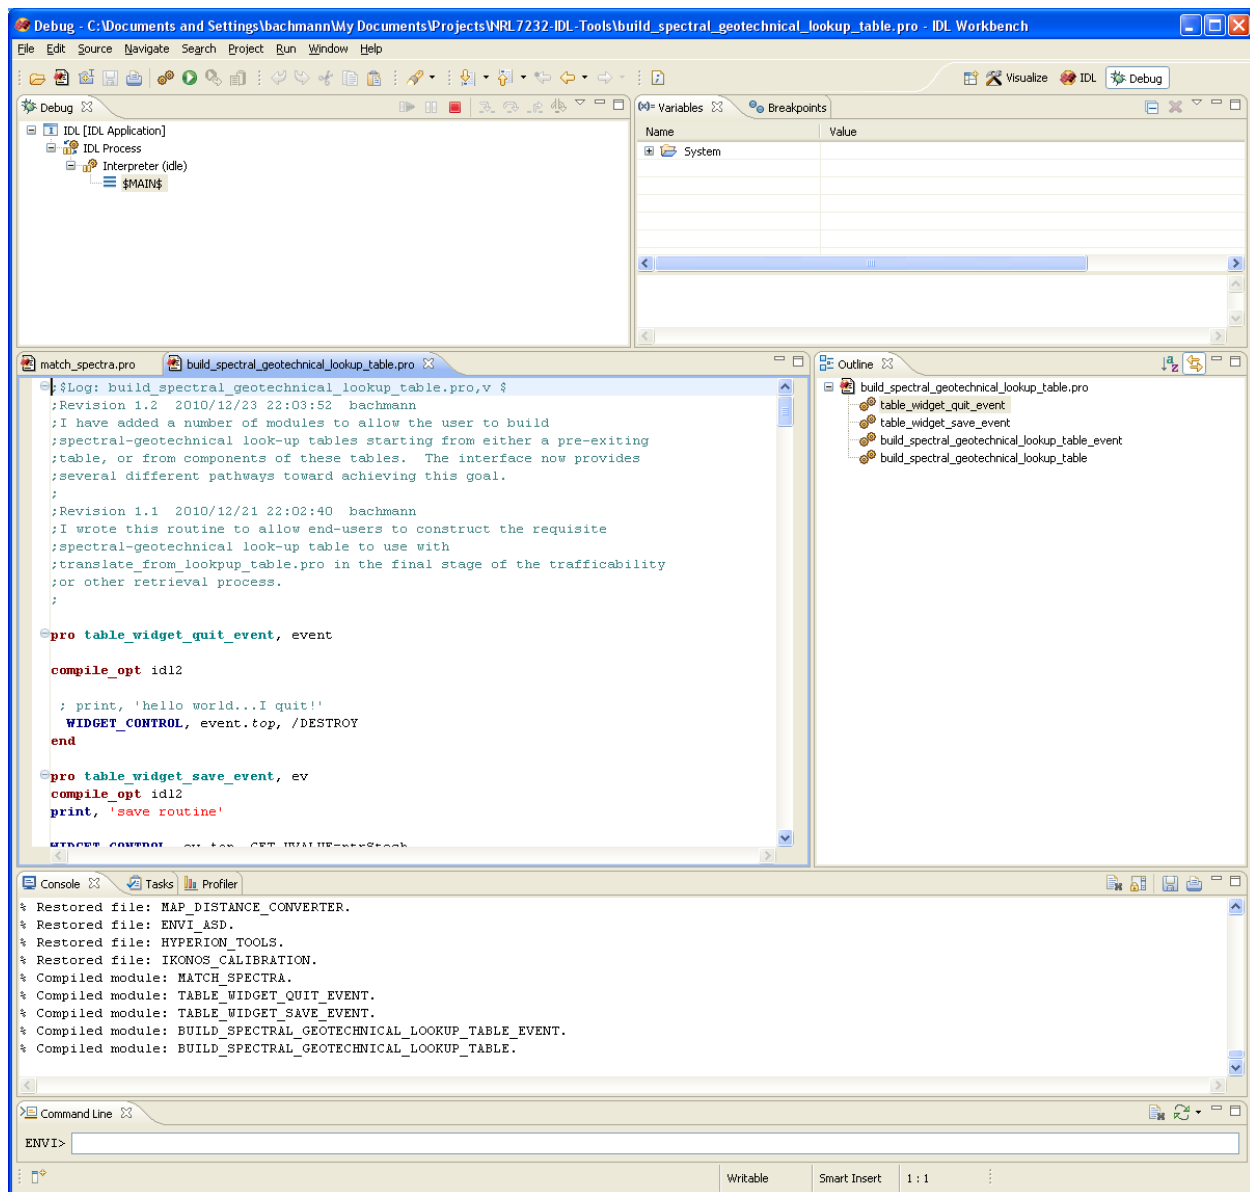 Debug - C:\Documents and Settings\bachmann\My Documents\Projects\NRL7232-IDL-Tools\build_spectral_geotechnical_lookup_table.pro - IDL Workbench
File Edit Source Navigate Search Project Run Window Help
Visualize IDL Debug
Debug
IDL [IDL Application]
IDL Process
Interpreter (idle)
$MAIN$
(x)= Variables Breakpoints
Name Value
System
match_spectra.pro build_spectral_geotechnical_lookup_table.pro
;$Log: build_spectral_geotechnical_lookup_table.pro,v $
;Revision 1.2 2010/12/23 22:03:52 bachmann
;I have added a number of modules to allow the user to build
;spectral-geotechnical look-up tables starting from either a pre-exiting
;table, or from components of these tables. The interface now provides
;several different pathways toward achieving this goal.
;
;Revision 1.1 2010/12/21 22:02:40 bachmann
;I wrote this routine to allow end-users to construct the requisite
;spectral-geotechnical look-up table to use with
;translate_from_lookpup_table.pro in the final stage of the trafficability
;or other retrieval process.
;
pro table_widget_quit_event, event
compile_opt idl2
; print, 'hello world...I quit!'
WIDGET_CONTROL, event.top, /DESTROY
end
pro table_widget_save_event, ev
compile_opt idl2
print, 'save routine'
WIDGET_CONTROL, ev.top, GET_UVALUE=ptrStash
Outline
build_spectral_geotechnical_lookup_table.pro
table_widget_quit_event
table_widget_save_event
build_spectral_geotechnical_lookup_table_event
build_spectral_geotechnical_lookup_table
Console Tasks Profiler
% Restored file: MAP_DISTANCE_CONVERTER.
% Restored file: ENVI_ASD.
% Restored file: HYPERION_TOOLS.
% Restored file: IKONOS_CALIBRATION.
% Compiled module: MATCH_SPECTRA.
% Compiled module: TABLE_WIDGET_QUIT_EVENT.
% Compiled module: TABLE_WIDGET_SAVE_EVENT.
% Compiled module: BUILD_SPECTRAL_GEOTECHNICAL_LOOKUP_TABLE_EVENT.
% Compiled module: BUILD_SPECTRAL_GEOTECHNICAL_LOOKUP_TABLE.
Command Line
ENVI>
Writable Smart Insert 1 : 1